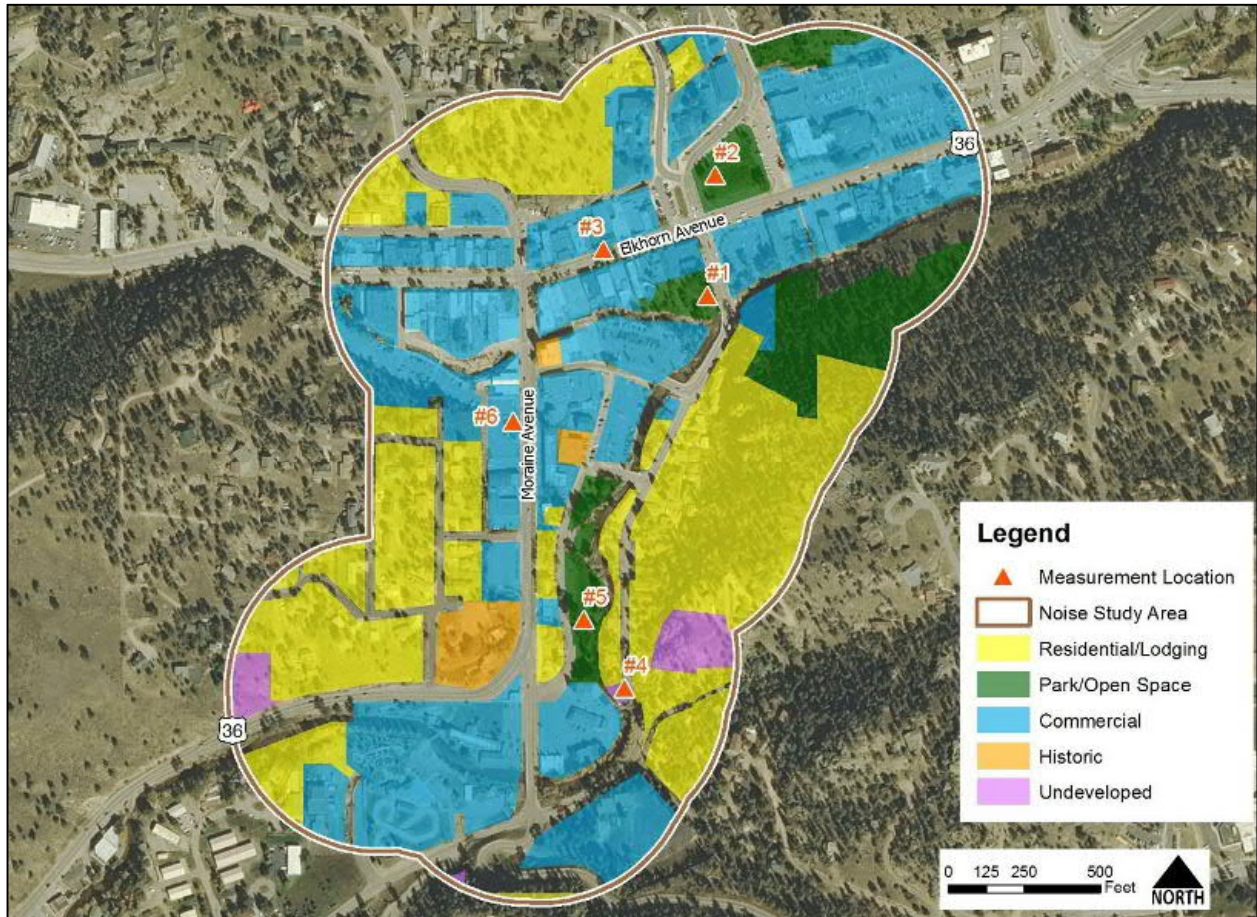 36
#2
#3
Elkhorn Avenue
#1
#6
Moraine Avenue
#5
#4
36
Legend
Measurement Location
Noise Study Area
Residential/Lodging
Park/Open Space
Commercial
Historic
Undeveloped
0 125 250 500
Feet
NORTH